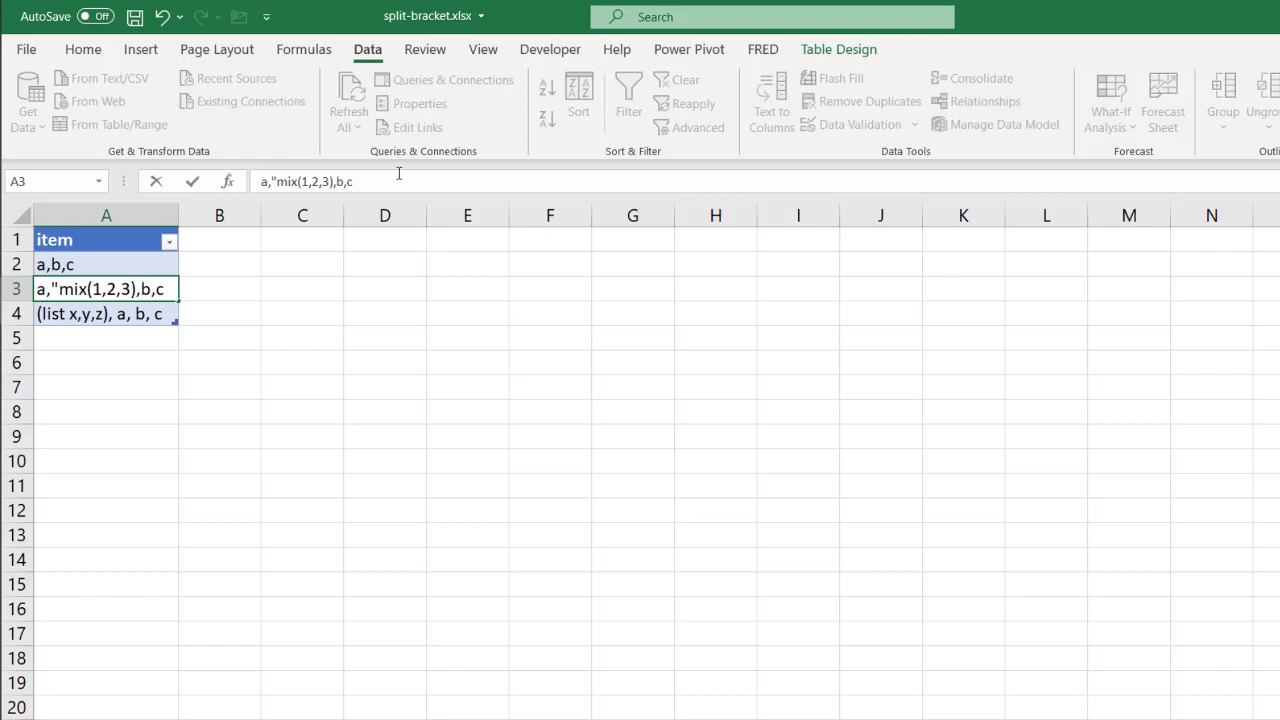 AutoSave Off split-bracket.xlsx Search
File Home Insert Page Layout Formulas Data Review View Developer Help Power Pivot FRED Table Design
Get Data
From Text/CSV
From Web
From Table/Range
Recent Sources
Existing Connections
Get & Transform Data
Refresh All
Queries & Connections
Properties
Edit Links
Queries & Connections
Sort
Filter
Clear
Reapply
Advanced
Sort & Filter
Text to Columns
Flash Fill
Remove Duplicates
Data Validation
Consolidate
Relationships
Manage Data Model
Data Tools
What-If Analysis
Forecast Sheet
Forecast
Group
Ungro
Outli
A3 fx a,"mix(1,2,3),b,c
A B C D E F G H I J K L M N
1 item
2 a,b,c
3 a,"mix(1,2,3),b,c
4 (list x,y,z), a, b, c
5
6
7
8
9
10
11
12
13
14
15
16
17
18
19
20